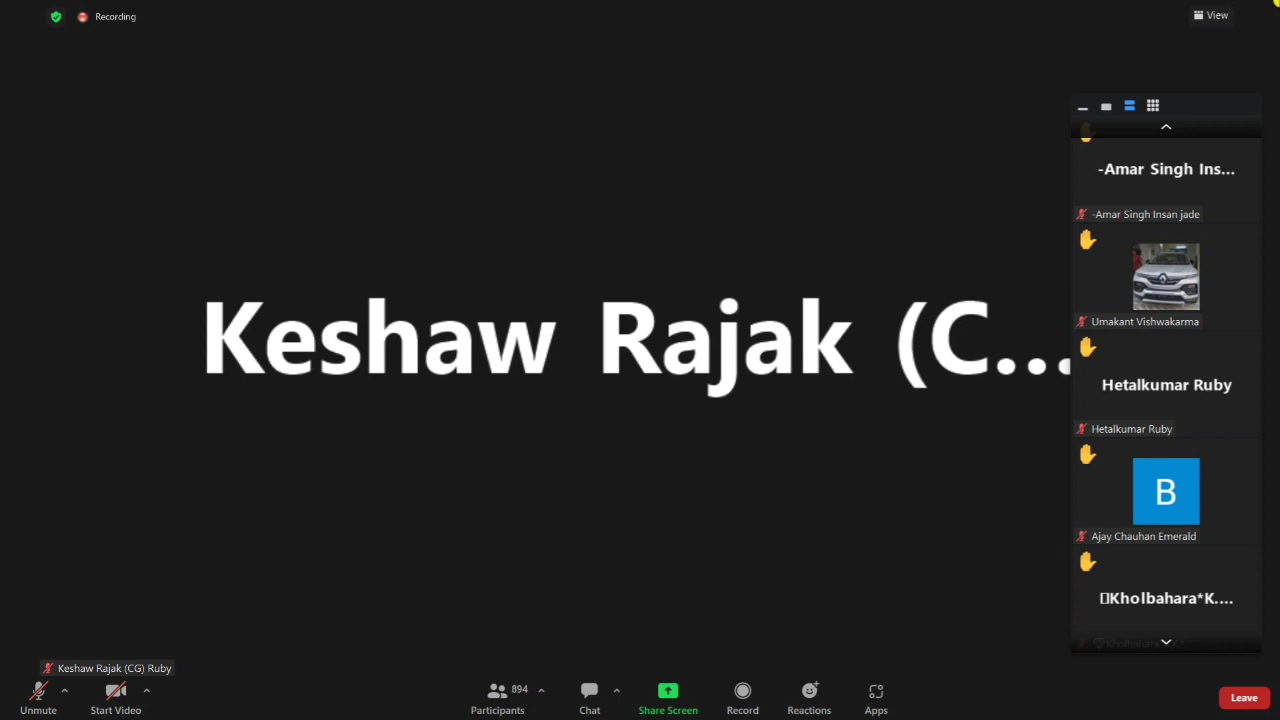 Recording
View
-Amar Singh Ins...
-Amar Singh Insan jade
Umakant Vishwakarma
Keshaw Rajak (C...
Hetalkumar Ruby
Hetalkumar Ruby
B
Ajay Chauhan Emerald
Kholbahara*K....
Keshaw Rajak (CG) Ruby
894
Unmute
Start Video
Participants
Chat
Share Screen
Record
Reactions
Apps
Leave